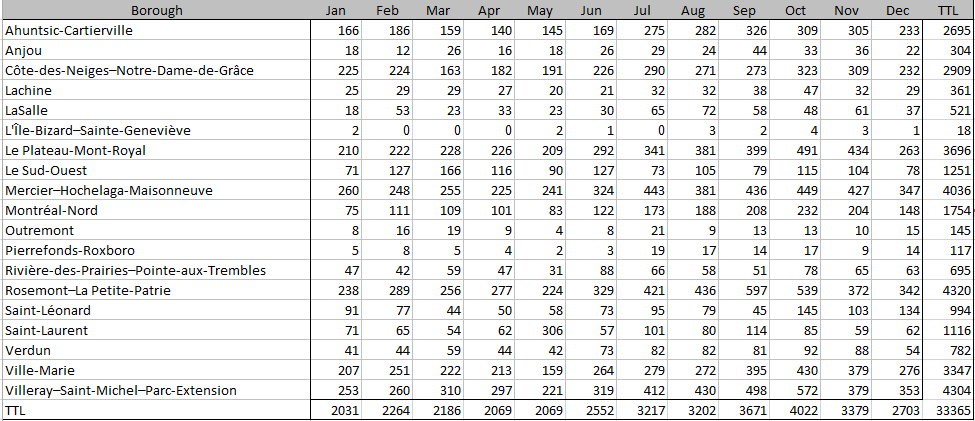 Borough Jan Feb Mar Apr May Jun Jul Aug Sep Oct Nov Dec TTL
Ahuntsic-Cartierville 166 186 159 140 145 169 275 282 326 309 305 233 2695
Anjou 18 12 26 16 18 26 29 24 44 33 36 22 304
Côte-des-Neiges–Notre-Dame-de-Grâce 225 224 163 182 191 226 290 271 273 323 309 232 2909
Lachine 25 29 29 27 20 21 32 32 38 47 32 29 361
LaSalle 18 53 23 33 23 30 65 72 58 48 61 37 521
L'Île-Bizard–Sainte-Geneviève 2 0 0 0 2 1 0 3 2 4 3 1 18
Le Plateau-Mont-Royal 210 222 228 226 209 292 341 381 399 491 434 263 3696
Le Sud-Ouest 71 127 166 116 90 127 73 105 79 115 104 78 1251
Mercier–Hochelaga-Maisonneuve 260 248 255 225 241 324 443 381 436 449 427 347 4036
Montréal-Nord 75 111 109 101 83 122 173 188 208 232 204 148 1754
Outremont 8 16 19 9 4 8 21 9 13 13 10 15 145
Pierrefonds-Roxboro 5 8 5 4 2 3 19 17 14 17 9 14 117
Rivière-des-Prairies–Pointe-aux-Trembles 47 42 59 47 31 88 66 58 51 78 65 63 695
Rosemont–La Petite-Patrie 238 289 256 277 224 329 421 436 597 539 372 342 4320
Saint-Léonard 91 77 44 50 58 73 95 79 45 145 103 134 994
Saint-Laurent 71 65 54 62 306 57 101 80 114 85 59 62 1116
Verdun 41 44 59 44 42 73 82 82 81 92 88 54 782
Ville-Marie 207 251 222 213 159 264 279 272 395 430 379 276 3347
Villeray–Saint-Michel–Parc-Extension 253 260 310 297 221 319 412 430 498 572 379 353 4304
TTL 2031 2264 2186 2069 2069 2552 3217 3202 3671 4022 3379 2703 33365